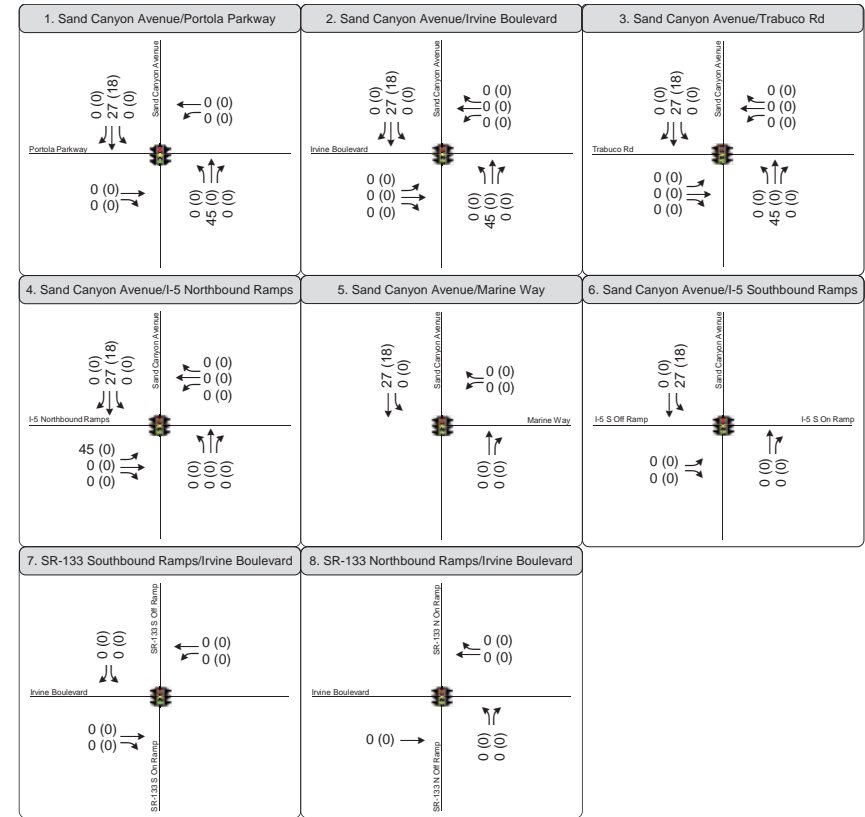 1. Sand Canyon Avenue/Portola Parkway
0 (0)
27 (18)
0 (0)
Sand Canyon Avenue
0 (0)
0 (0)
Portola Parkway
0 (0)
0 (0)
0 (0)
45 (0)
0 (0)
2. Sand Canyon Avenue/Irvine Boulevard
0 (0)
27 (18)
0 (0)
Sand Canyon Avenue
0 (0)
0 (0)
0 (0)
Irvine Boulevard
0 (0)
0 (0)
0 (0)
0 (0)
45 (0)
0 (0)
3. Sand Canyon Avenue/Trabuco Rd
0 (0)
27 (18)
0 (0)
Sand Canyon Avenue
0 (0)
0 (0)
0 (0)
Trabuco Rd
0 (0)
0 (0)
0 (0)
0 (0)
45 (0)
0 (0)
4. Sand Canyon Avenue/I-5 Northbound Ramps
0 (0)
27 (18)
0 (0)
Sand Canyon Avenue
0 (0)
0 (0)
0 (0)
I-5 Northbound Ramps
45 (0)
0 (0)
0 (0)
0 (0)
0 (0)
0 (0)
5. Sand Canyon Avenue/Marine Way
27 (18)
0 (0)
Sand Canyon Avenue
0 (0)
0 (0)
Marine Way
0 (0)
0 (0)
6. Sand Canyon Avenue/I-5 Southbound Ramps
0 (0)
27 (18)
Sand Canyon Avenue
I-5 S Off Ramp
I-5 S On Ramp
0 (0)
0 (0)
0 (0)
0 (0)
7. SR-133 Southbound Ramps/Irvine Boulevard
0 (0)
0 (0)
SR-133 S Off Ramp
0 (0)
0 (0)
Irvine Boulevard
0 (0)
0 (0)
SR-133 S On Ramp
8. SR-133 Northbound Ramps/Irvine Boulevard
SR-133 N On Ramp
0 (0)
0 (0)
Irvine Boulevard
0 (0)
SR-133 N Off Ramp
0 (0)
0 (0)